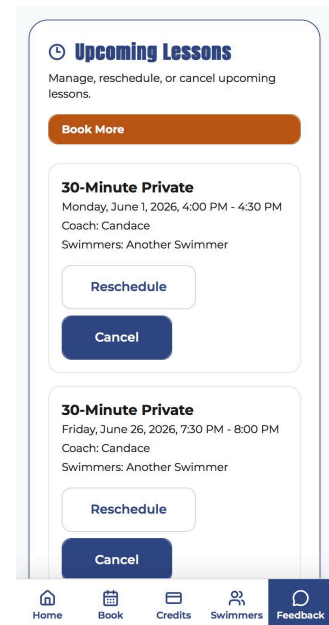 Upcoming Lessons
Manage, reschedule, or cancel upcoming
lessons.
Book More
30-Minute Private
Monday, June 1, 2026, 4:00 PM - 4:30 PM
Coach: Candace
Swimmers: Another Swimmer
Reschedule
Cancel
30-Minute Private
Friday, June 26, 2026, 7:30 PM - 8:00 PM
Coach: Candace
Swimmers: Another Swimmer
Reschedule
Cancel
Home Book Credits Swimmers Feedback